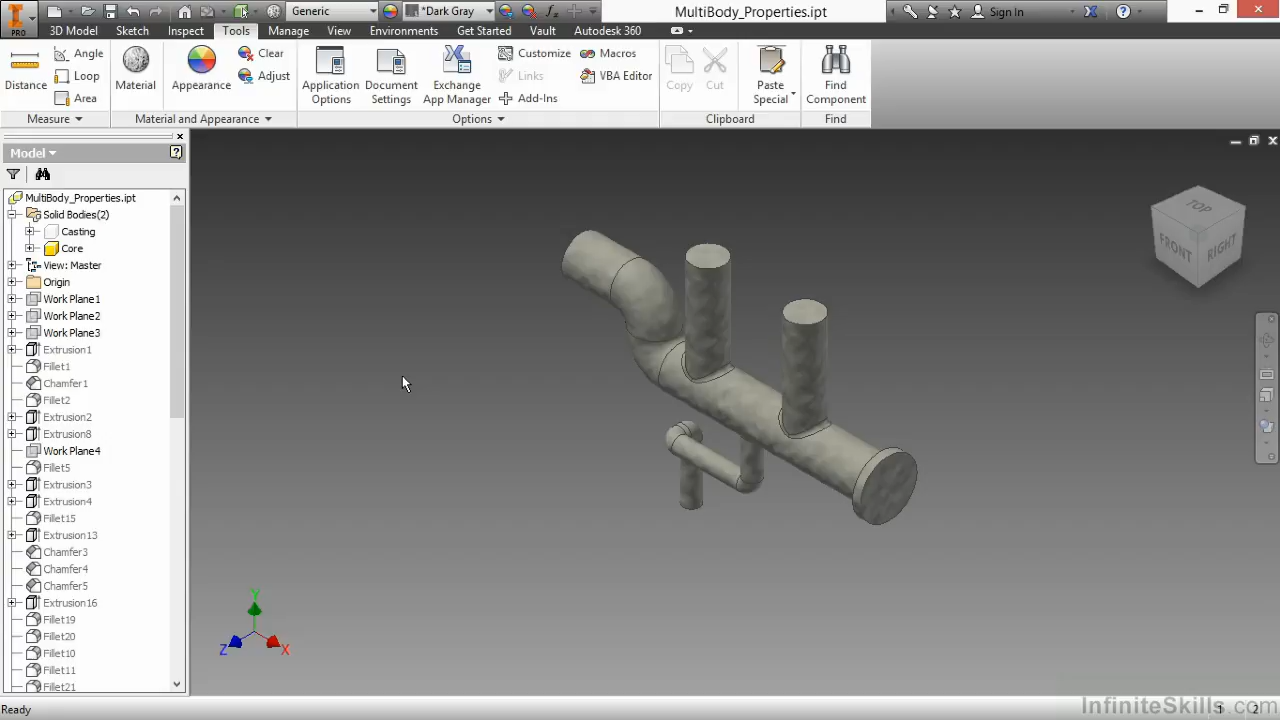 PRO
Generic
*Dark Gray
MultiBody_Properties.ipt
Sign In
3D Model
Sketch
Inspect
Tools
Manage
View
Environments
Get Started
Vault
Autodesk 360
Distance
Angle
Loop
Area
Measure
Material
Appearance
Clear
Adjust
Material and Appearance
Application Options
Document Settings
Exchange App Manager
Customize
Links
Add-Ins
Macros
VBA Editor
Options
Copy
Cut
Paste Special
Clipboard
Find Component
Find
Model
MultiBody_Properties.ipt
Solid Bodies(2)
Casting
Core
View: Master
Origin
Work Plane1
Work Plane2
Work Plane3
Extrusion1
Fillet1
Chamfer1
Fillet2
Extrusion2
Extrusion8
Work Plane4
Fillet5
Extrusion3
Extrusion4
Fillet15
Extrusion13
Chamfer3
Chamfer4
Chamfer5
Extrusion16
Fillet19
Fillet20
Fillet10
Fillet11
Fillet21
TOP
FRONT
RIGHT
Y
Z
X
Ready
1
2
InfiniteSkills.com